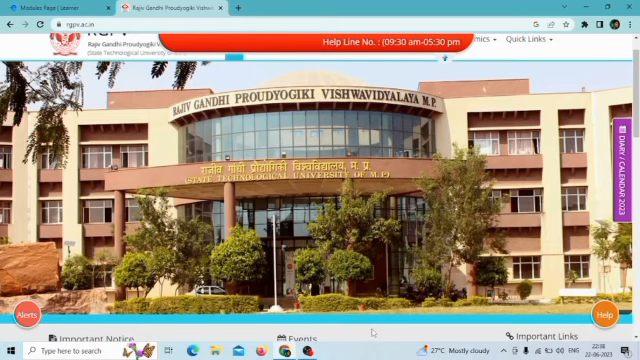 Modules Page | Learner
Rajiv Gandhi Proudyogiki Vishwa
rgpv.ac.in
RGPV
Rajiv Gandhi Proudyogiki Vi
(State Technological University of
Help Line No. : (09:30 am-05:30 pm
mics
Quick Links
RAJIV GANDHI PROUDYOGIKI VISHWAVIDYALAYA M.P.
राजीव गाँधी प्रौद्योगिकी विश्वविद्यालय, म. प्र.
(STATE TECHNOLOGICAL UNIVERSITY OF M.P.)
DIARY / CALENDAR 2023
Alerts
Help
Important Notice
Events
Important Links
Type here to search
27°C Mostly cloudy
ENG
22:38
22-06-2023